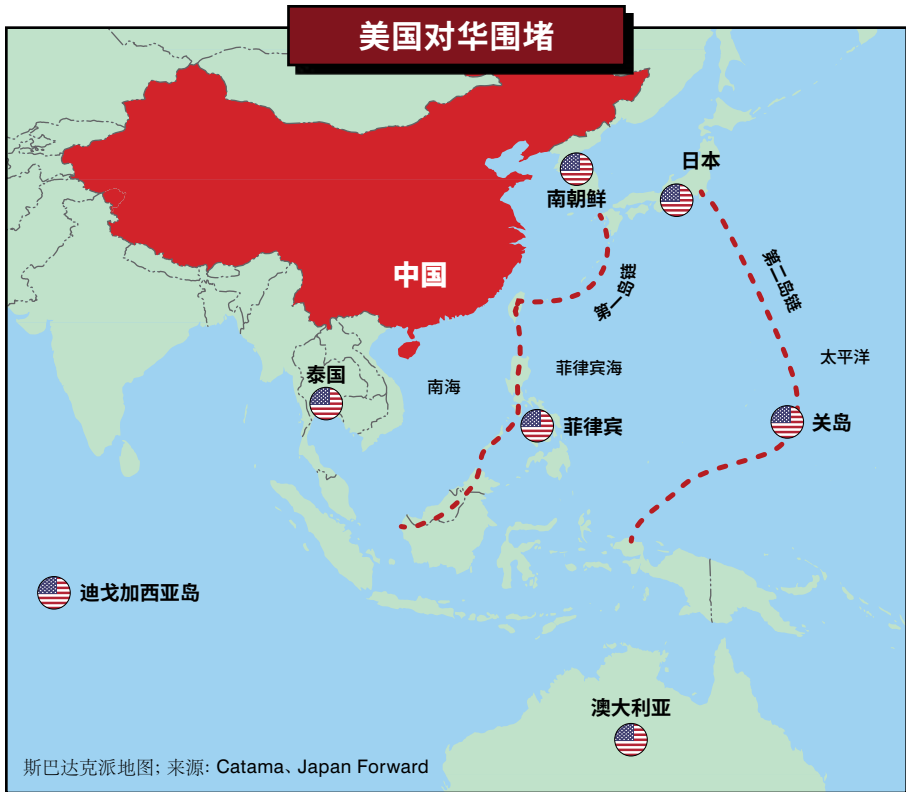 美国对华围堵
日本
南朝鲜
中国
第一岛链
第二岛链
太平洋
泰国
南海
菲律宾海
菲律宾
关岛
迪戈加西亚岛
澳大利亚
斯巴达克派地图; 来源: Catama、Japan Forward